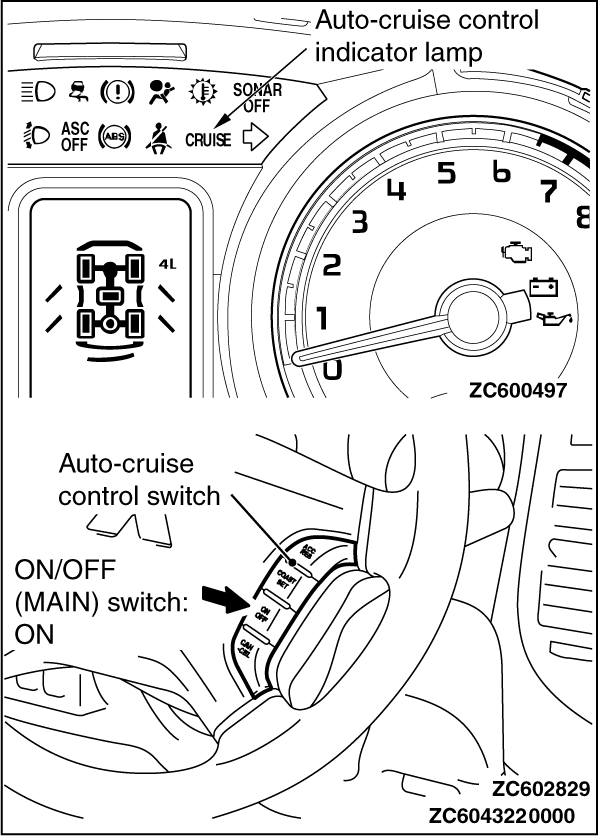 Auto-cruise control
indicator lamp
SONAR
OFF
ASC
OFF
ABS
CRUISE
4L
0
1
2
3
4
5
6
7
8
ZC600497
Auto-cruise
control switch
ACC
RES
COAST
SET
ON/OFF
(MAIN) switch:
ON
ON
OFF
CAN
-CEL
ZC602829
ZC6043220000